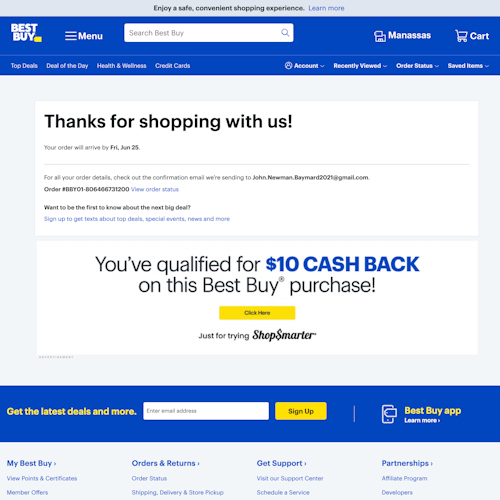 Enjoy a safe, convenient shopping experience. Learn more
BEST BUY
Menu
Search Best Buy
Manassas
Cart
Top Deals
Deal of the Day
Health & Wellness
Credit Cards
Account
Recently Viewed
Order Status
Saved Items
Thanks for shopping with us!
Your order will arrive by Fri, Jun 25.
For all your order details, check out the confirmation email we're sending to John.Newman.Baymard2021@gmail.com.
Order #BBY01-806466731200 View order status
Want to be the first to know about the next big deal?
Sign up to get texts about top deals, special events, news and more
You've qualified for $10 CASH BACK
on this Best Buy® purchase!
Click Here
Just for trying Shop$marter™
ADVERTISEMENT
Get the latest deals and more.
Enter email address
Sign Up
Best Buy app
Learn more ›
My Best Buy ›
Orders & Returns ›
Get Support ›
Partnerships ›
View Points & Certificates
Order Status
Visit our Support Center
Affiliate Program
Member Offers
Shipping, Delivery & Store Pickup
Schedule a Service
Developers